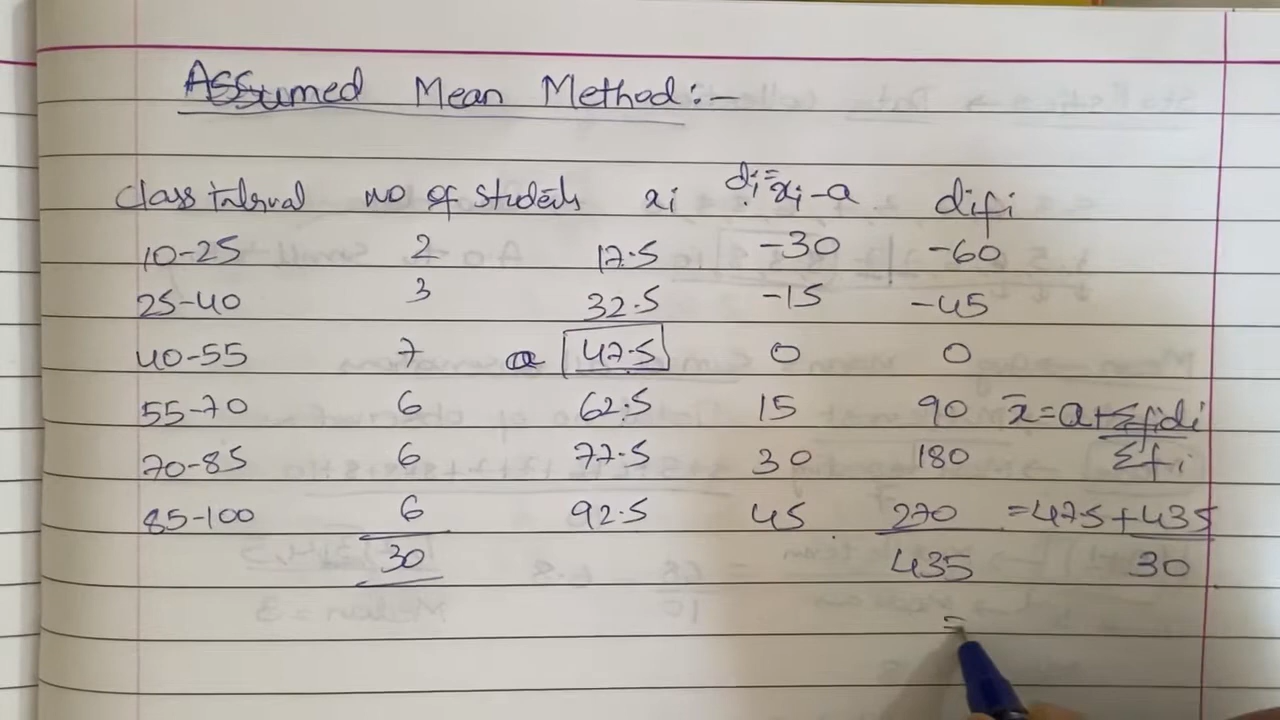 Assumed Mean Method:-
class interval no of students xi di=xi-a difi
10-25 2 17.5 -30 -60
25-40 3 32.5 -15 -45
40-55 7 a 47.5 0 0
55-70 6 62.5 15 90 x̄=a+Σfidi
70-85 6 77.5 30 180 Σfi
85-100 6 92.5 45 270 =47.5+435
30 435 30
=